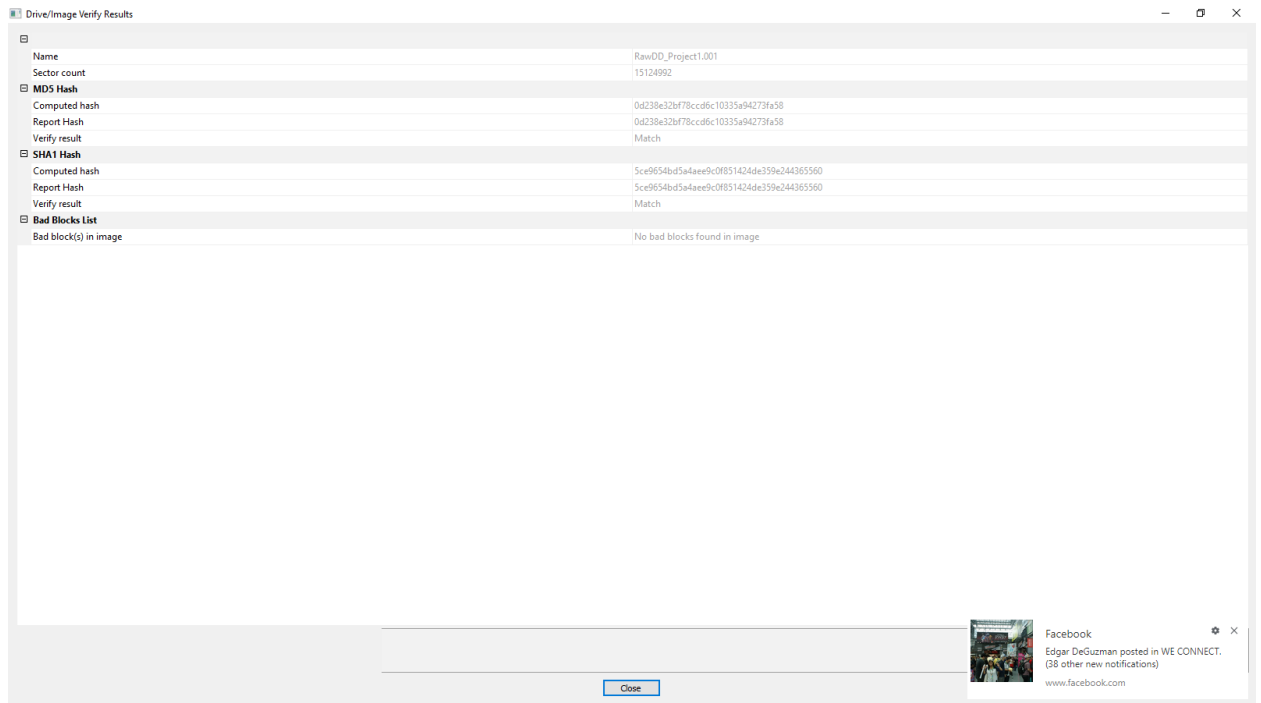 Drive/Image Verify Results
Name RawDD_Project1.001
Sector count 15124992
MD5 Hash
Computed hash 0d238e32bf78ccd6c10335a94273fa58
Report Hash 0d238e32bf78ccd6c10335a94273fa58
Verify result Match
SHA1 Hash
Computed hash 5ce9654bd5a4aee9c0f851424de359e244365560
Report Hash 5ce9654bd5a4aee9c0f851424de359e244365560
Verify result Match
Bad Blocks List
Bad block(s) in image No bad blocks found in image
Facebook
Edgar DeGuzman posted in WE CONNECT.
(38 other new notifications)
www.facebook.com
Close